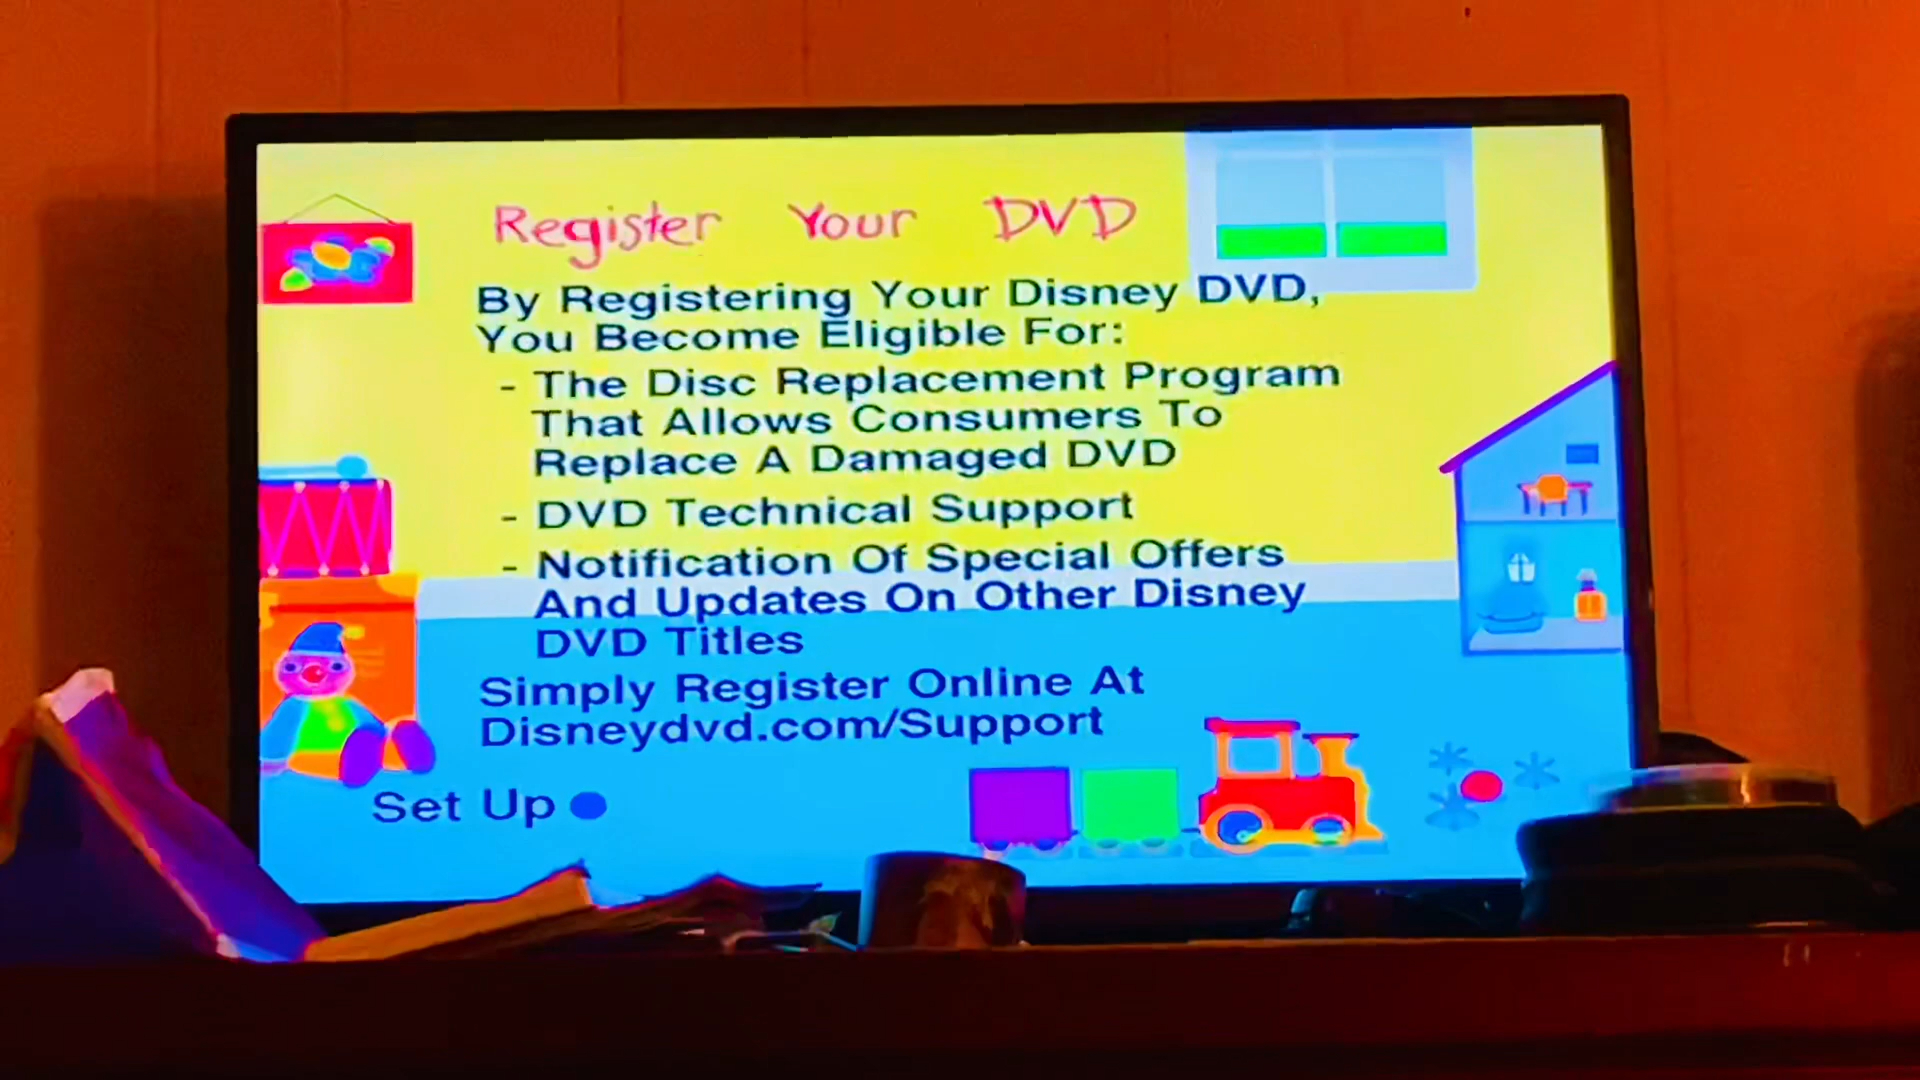 Register Your DVD
By Registering Your Disney DVD,
You Become Eligible For:
- The Disc Replacement Program
That Allows Consumers To
Replace A Damaged DVD
- DVD Technical Support
- Notification Of Special Offers
And Updates On Other Disney
DVD Titles
Simply Register Online At
Disneydvd.com/Support
Set Up